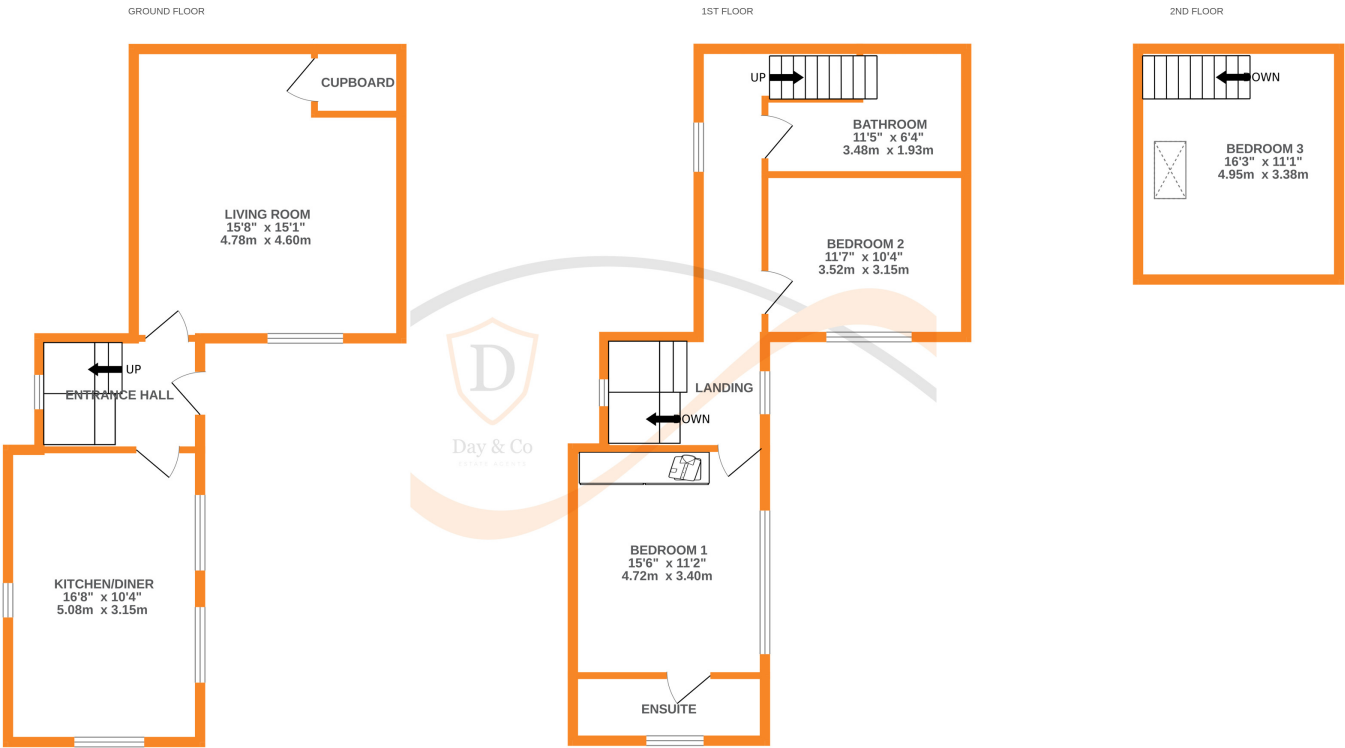 GROUND FLOOR
CUPBOARD
LIVING ROOM
15'8" x 15'1"
4.78m x 4.60m
UP
ENTRANCE HALL
KITCHEN/DINER
16'8" x 10'4"
5.08m x 3.15m
1ST FLOOR
UP
BATHROOM
11'5" x 6'4"
3.48m x 1.93m
BEDROOM 2
11'7" x 10'4"
3.52m x 3.15m
LANDING
DOWN
BEDROOM 1
15'6" x 11'2"
4.72m x 3.40m
ENSUITE
2ND FLOOR
DOWN
BEDROOM 3
16'3" x 11'1"
4.95m x 3.38m
D
Day & Co